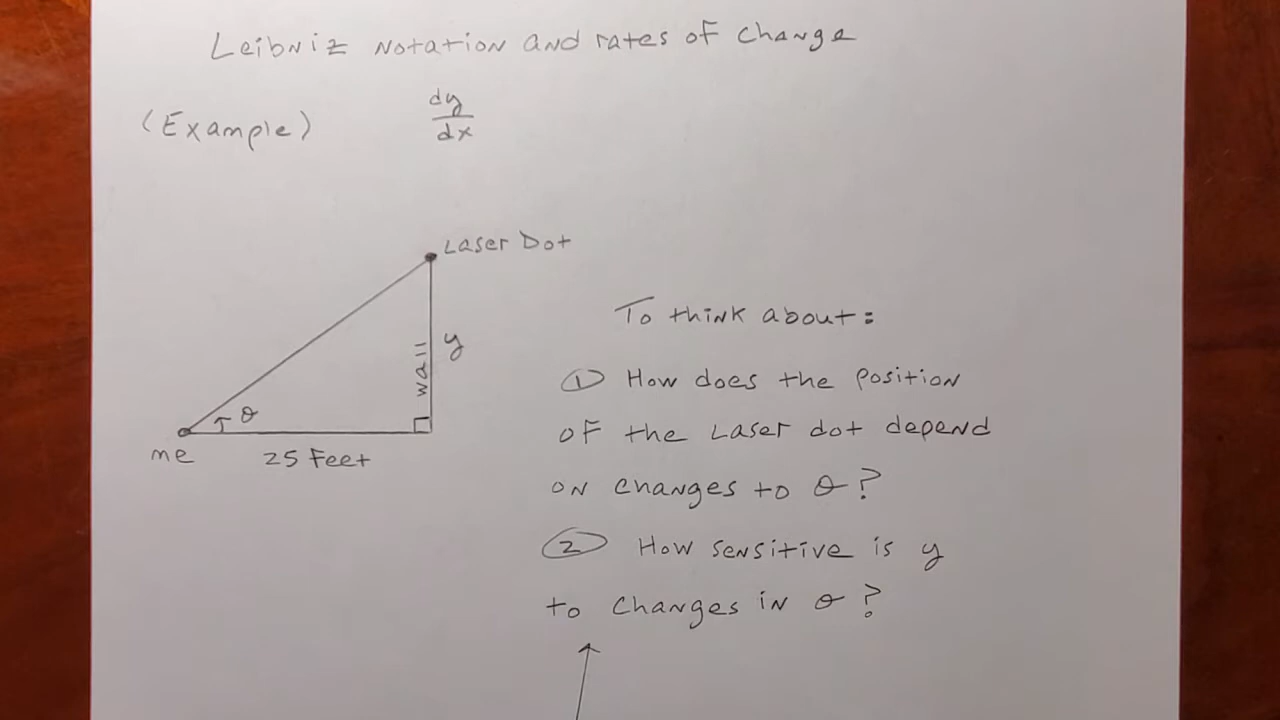 Leibniz notation and rates of change
(Example)
dy
dx
Laser Dot
wall
y
θ
me
25 Feet
To think about:
① How does the position
of the Laser dot depend
on changes to θ?
② How sensitive is y
to changes in θ?